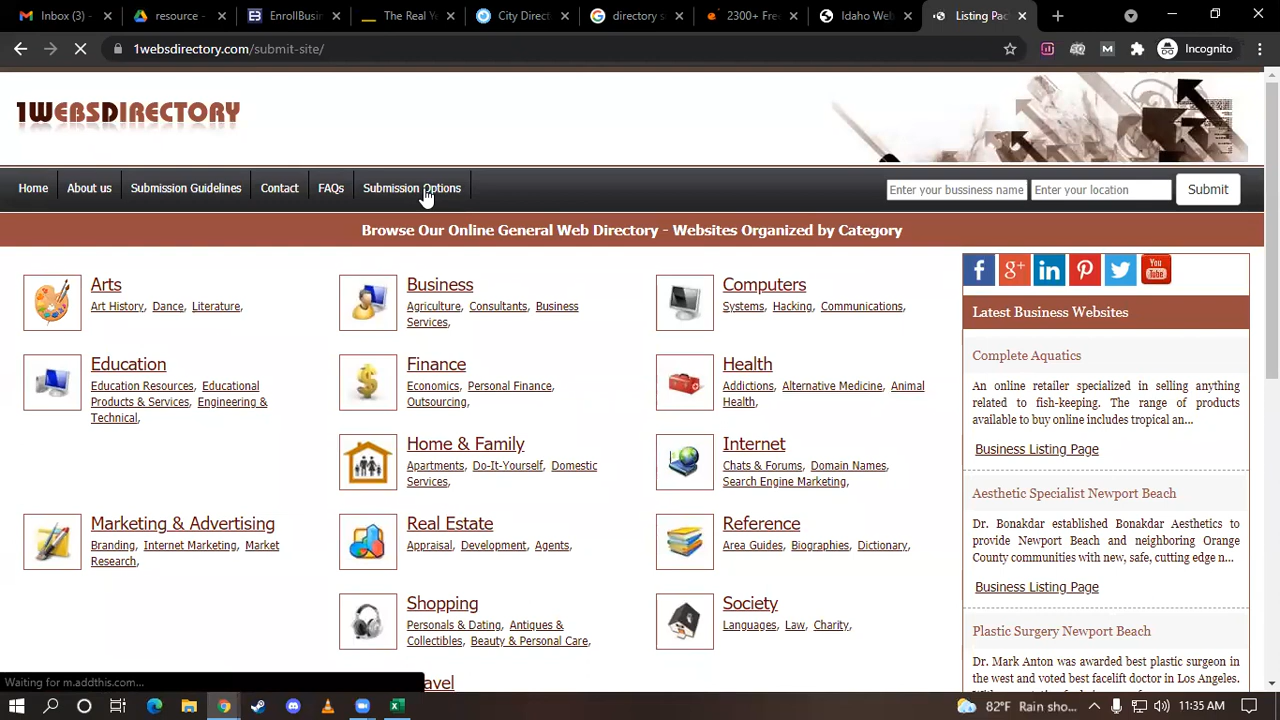 Inbox (3)
resource -
EnrollBusi
The Real Y
City Direct
directory s
2300+ Free
Idaho Web
Listing Pac
1websdirectory.com/submit-site/
Incognito
1WEBSDIRECTORY
Home
About us
Submission Guidelines
Contact
FAQs
Submission Options
Enter your bussiness name
Enter your location
Submit
Browse Our Online General Web Directory - Websites Organized by Category
Arts
Art History, Dance, Literature,
Business
Agriculture, Consultants, Business
Services,
Computers
Systems, Hacking, Communications,
Education
Education Resources, Educational
Products & Services, Engineering &
Technical,
Finance
Economics, Personal Finance,
Outsourcing,
Health
Addictions, Alternative Medicine, Animal
Health,
Home & Family
Apartments, Do-It-Yourself, Domestic
Services,
Internet
Chats & Forums, Domain Names,
Search Engine Marketing,
Marketing & Advertising
Branding, Internet Marketing, Market
Research,
Real Estate
Appraisal, Development, Agents,
Reference
Area Guides, Biographies, Dictionary,
Shopping
Personals & Dating, Antiques &
Collectibles, Beauty & Personal Care,
Society
Languages, Law, Charity,
avel
You
Tube
Latest Business Websites
Complete Aquatics
An online retailer specialized in selling anything
related to fish-keeping. The range of products
available to buy online includes tropical an...
Business Listing Page
Aesthetic Specialist Newport Beach
Dr. Bonakdar established Bonakdar Aesthetics to
provide Newport Beach and neighboring Orange
County communities with new, safe, cutting edge n...
Business Listing Page
Plastic Surgery Newport Beach
Dr. Mark Anton was awarded best plastic surgeon in
the west and voted best facelift doctor in Los Angeles.
Waiting for m.addthis.com...
82°F Rain sho...
11:35 AM